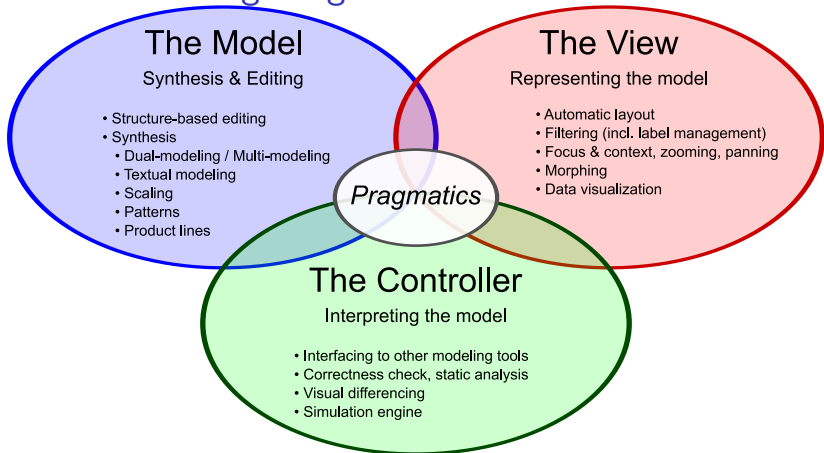 The Model
Synthesis & Editing
• Structure-based editing
• Synthesis
• Dual-modeling / Multi-modeling
• Textual modeling
• Scaling
• Patterns
• Product lines
The View
Representing the model
• Automatic layout
• Filtering (incl. label management)
• Focus & context, zooming, panning
• Morphing
• Data visualization
Pragmatics
The Controller
Interpreting the model
• Interfacing to other modeling tools
• Correctness check, static analysis
• Visual differencing
• Simulation engine